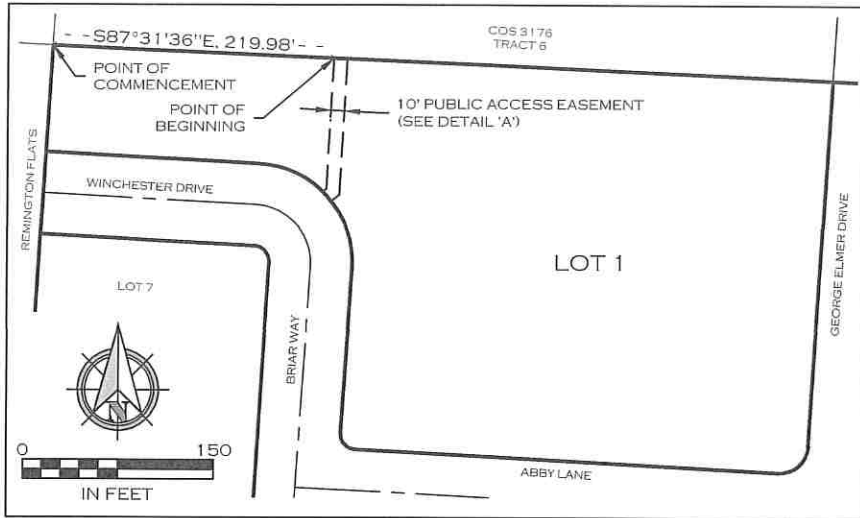 S87°31'36"E, 219.98'
COS 3176
TRACT 6
POINT OF
COMMENCEMENT
POINT OF
BEGINNING
10' PUBLIC ACCESS EASEMENT
(SEE DETAIL 'A')
REMINGTON FLATS
WINCHESTER DRIVE
LOT 1
GEORGE ELMER DRIVE
LOT 7
BRIAR WAY
N
0 150
IN FEET
ABBY LANE